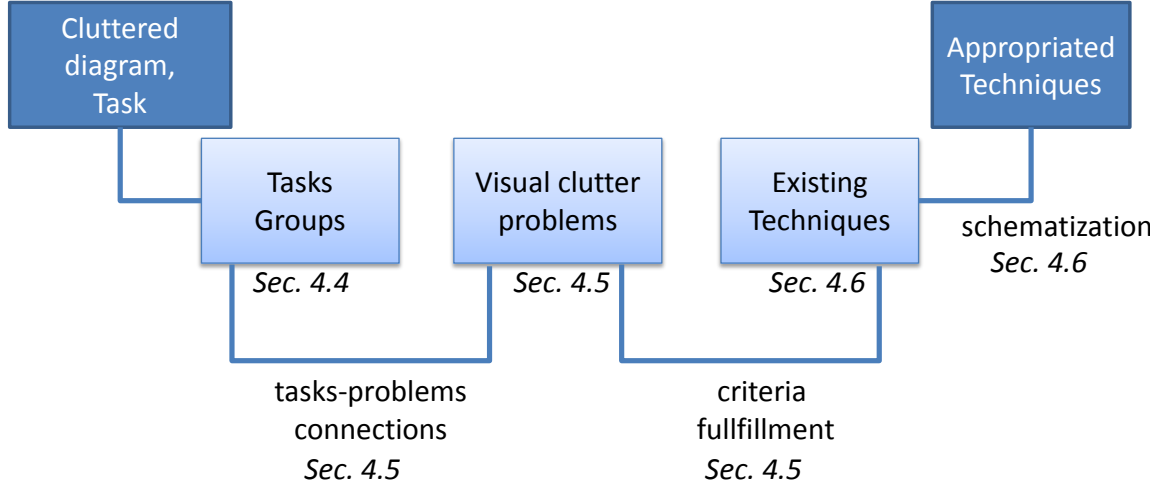 Cluttered
diagram,
Task
Appropriated
Techniques
Tasks
Groups
Visual clutter
problems
Existing
Techniques
schematization
Sec. 4.6
Sec. 4.4
Sec. 4.5
Sec. 4.6
tasks-problems
connections
Sec. 4.5
criteria
fullfillment
Sec. 4.5